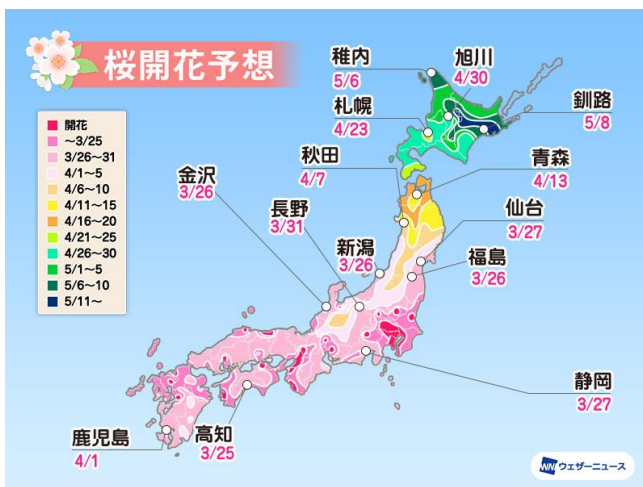 桜開花予想
開花
~3/25
3/26~31
4/1~5
4/6~10
4/11~15
4/16~20
4/21~25
4/26~30
5/1~5
5/6~10
5/11~
稚内
5/6
旭川
4/30
札幌
4/23
釧路
5/8
秋田
4/7
青森
4/13
金沢
3/26
長野
3/31
仙台
3/27
新潟
3/26
福島
3/26
静岡
3/27
鹿児島
4/1
高知
3/25
WNI ウェザーニュース